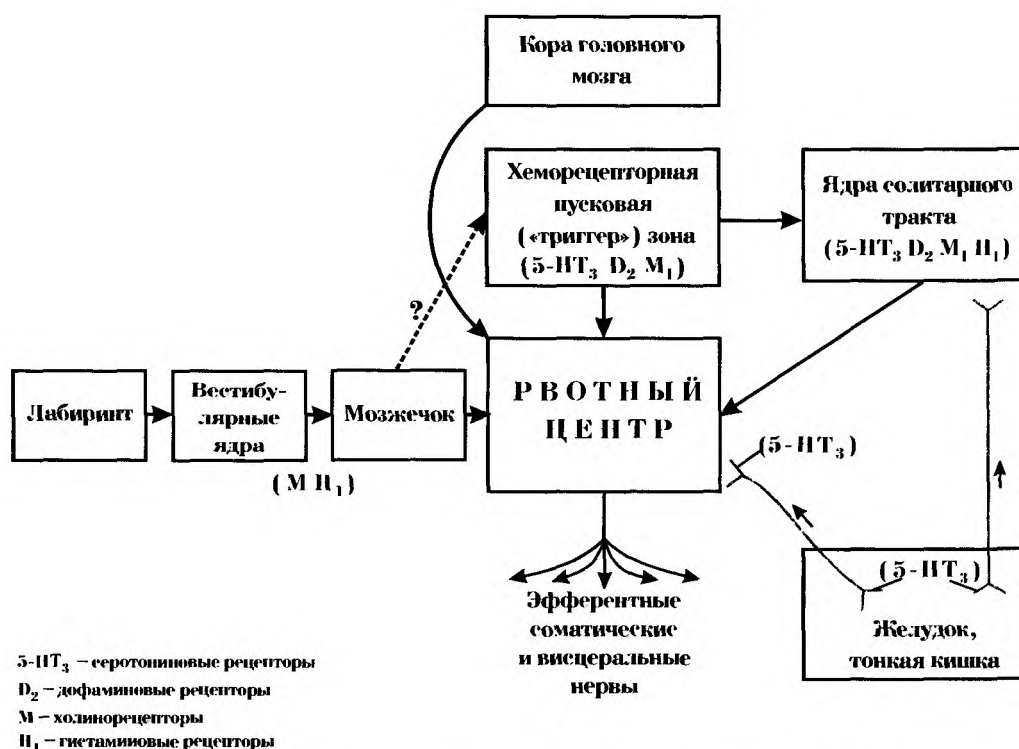 Кора головного
мозга
Хеморецепторная
пусковая
(«триггер») зона
(5-HT₃ D₂ M₁)
Ядра солитарного
тракта
(5-HT₃ D₂ M₁ H₁)
?
Лабиринт
Вестибу-
лярные
ядра
Мозжечок
РВОТНЫЙ
ЦЕНТР
(M H₁)
(5-HT₃)
(5-HT₃)
Желудок,
тонкая кишка
Эфферентные
соматические
и висцеральные
нервы
5-HT₃ – серотониновые рецепторы
D₂ – дофаминовые рецепторы
M – холинорецепторы
H₁ – гистаминовые рецепторы